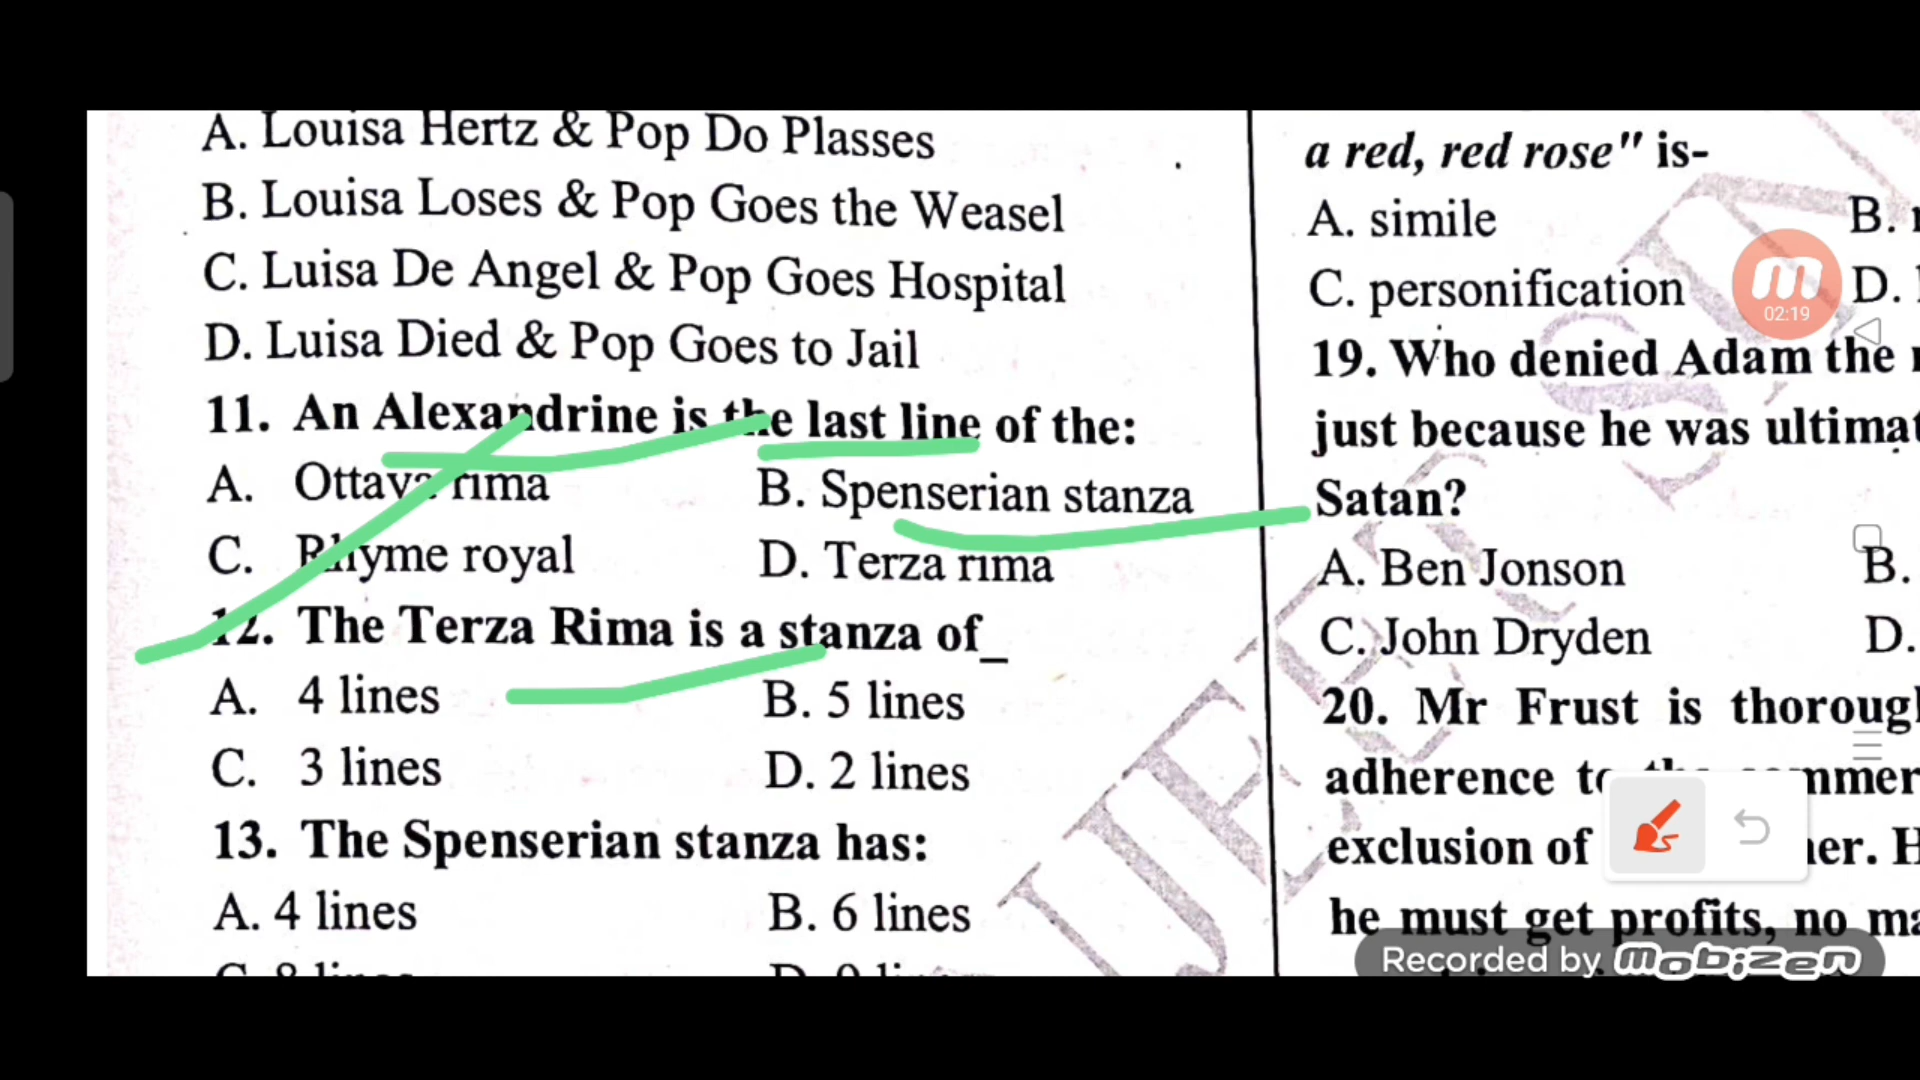 A. Louisa Hertz & Pop Do Plasses
B. Louisa Loses & Pop Goes the Weasel
C. Luisa De Angel & Pop Goes Hospital
D. Luisa Died & Pop Goes to Jail
11. An Alexandrine is the last line of the:
A. Ottava rima B. Spenserian stanza
C. Rhyme royal D. Terza rima
12. The Terza Rima is a stanza of_
A. 4 lines B. 5 lines
C. 3 lines D. 2 lines
13. The Spenserian stanza has:
A. 4 lines B. 6 lines
a red, red rose" is-
A. simile B.
C. personification D.
19. Who denied Adam the
just because he was
Satan?
A. Ben Jonson B.
C. John Dryden D.
20. Mr Frust is
adherence
exclusion of
he must get profits, no
02:19
Recorded by mobizen